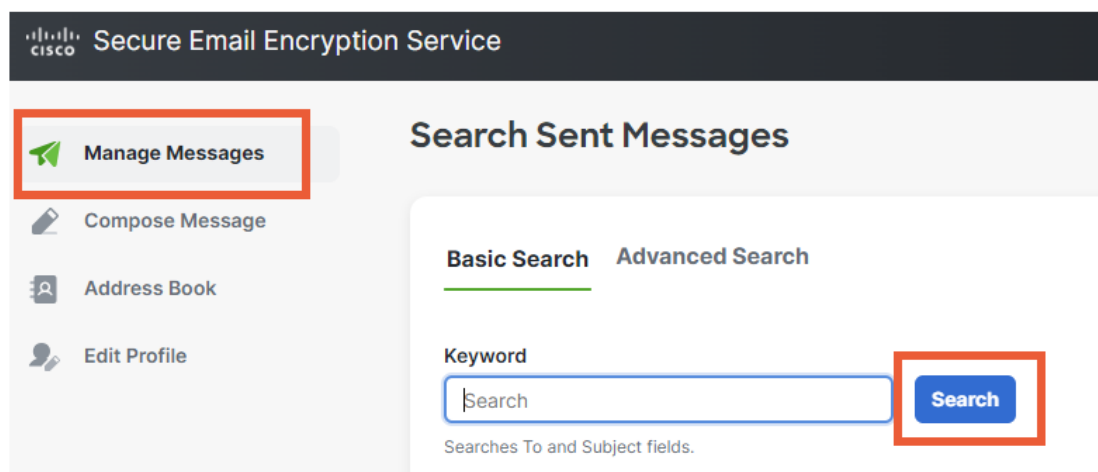 cisco Secure Email Encryption Service
Manage Messages
Compose Message
Address Book
Edit Profile
Search Sent Messages
Basic Search Advanced Search
Keyword
Search Search
Searches To and Subject fields.